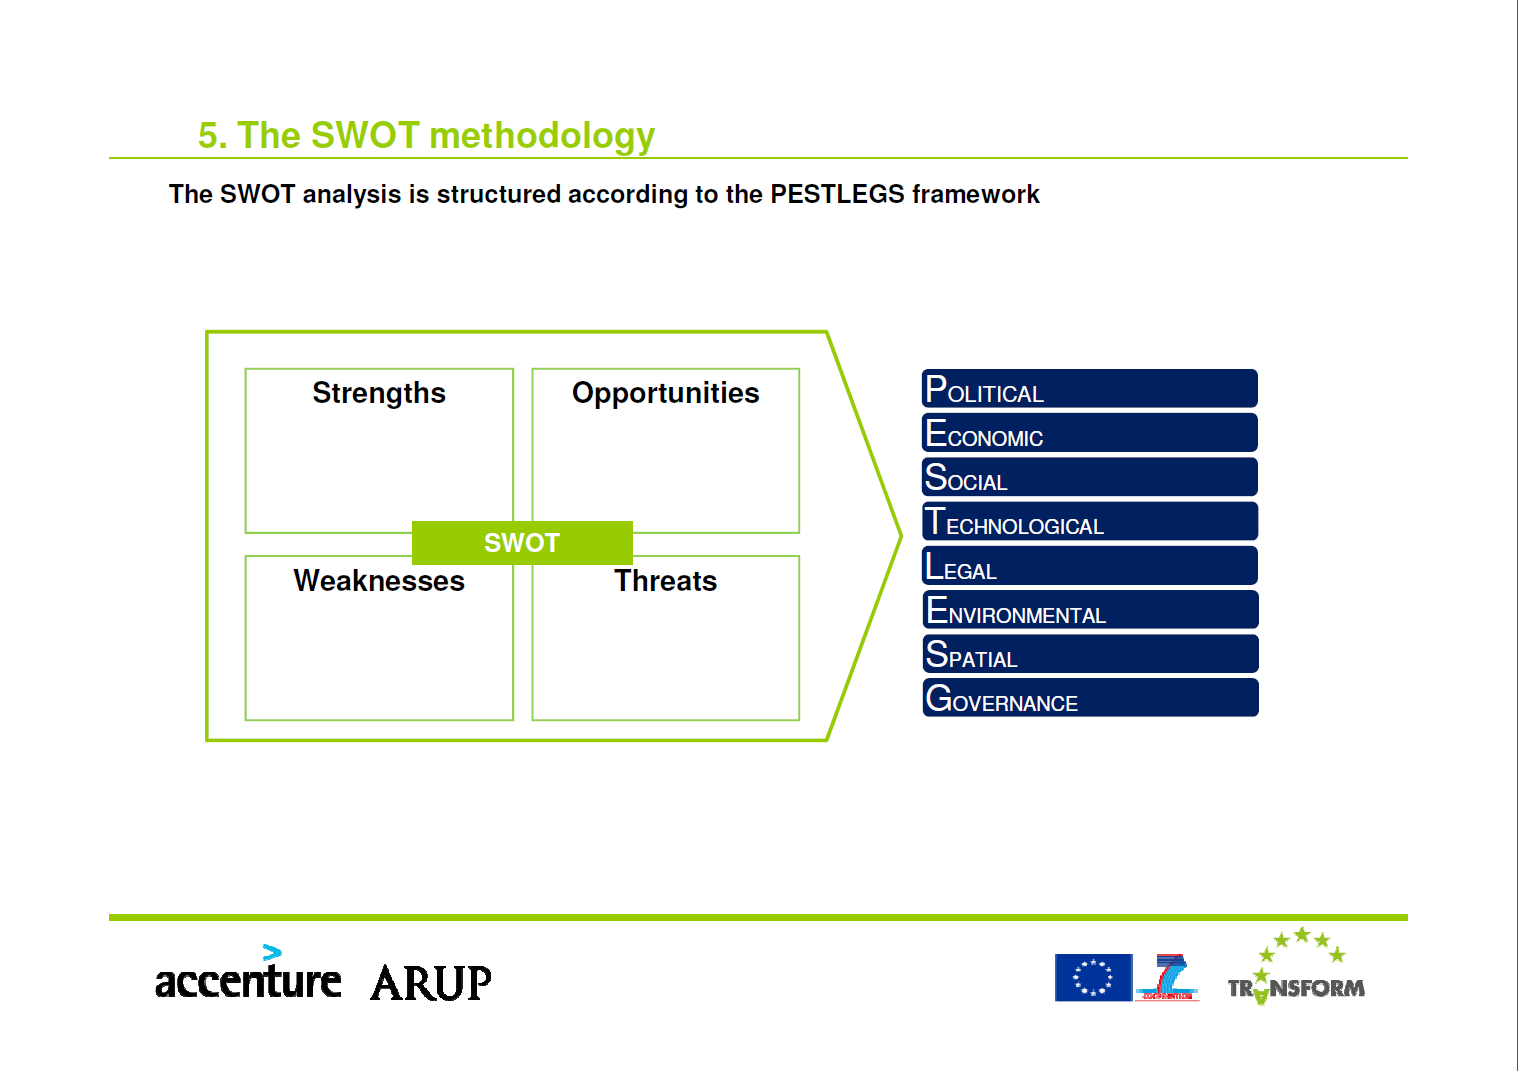 5. The SWOT methodology
The SWOT analysis is structured according to the PESTLEGS framework
Strengths
Opportunities
SWOT
Weaknesses
Threats
POLITICAL
ECONOMIC
SOCIAL
TECHNOLOGICAL
LEGAL
ENVIRONMENTAL
SPATIAL
GOVERNANCE
accenture
ARUP
COOPERATION
TRANSFORM